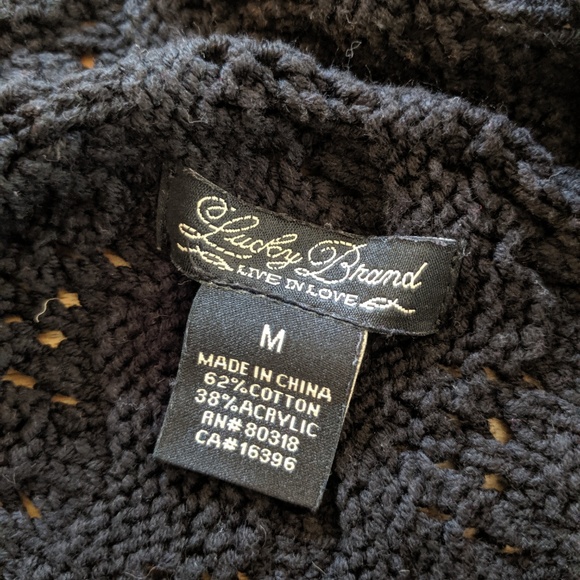 Lucky Brand
LIVE IN LOVE
M
MADE IN CHINA
62%COTTON
38%ACRYLIC
RN#80318
CA#16396